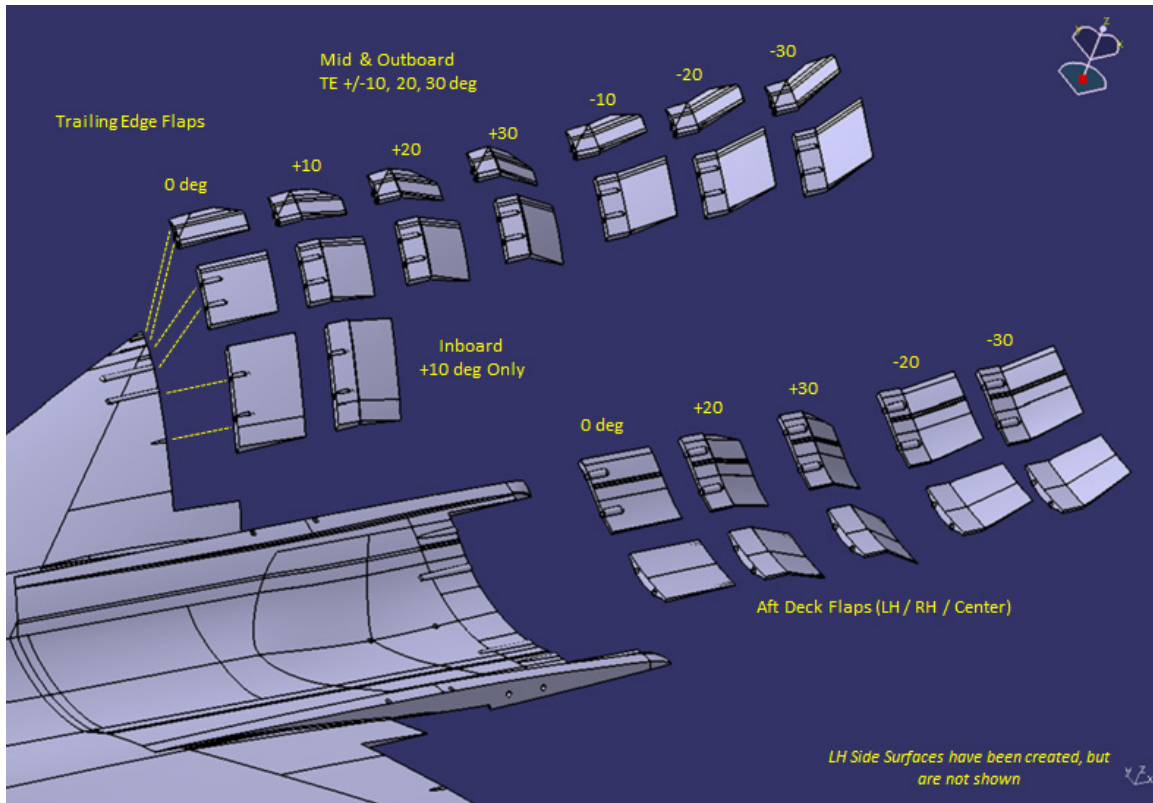 Mid & Outboard
TE +/-10, 20, 30 deg
Trailing Edge Flaps
0 deg
+10
+20
+30
-10
-20
-30
Inboard
+10 deg Only
0 deg
+20
+30
-20
-30
Aft Deck Flaps (LH / RH / Center)
LH Side Surfaces have been created, but
are not shown
Z
Y
X
Y
Z
X